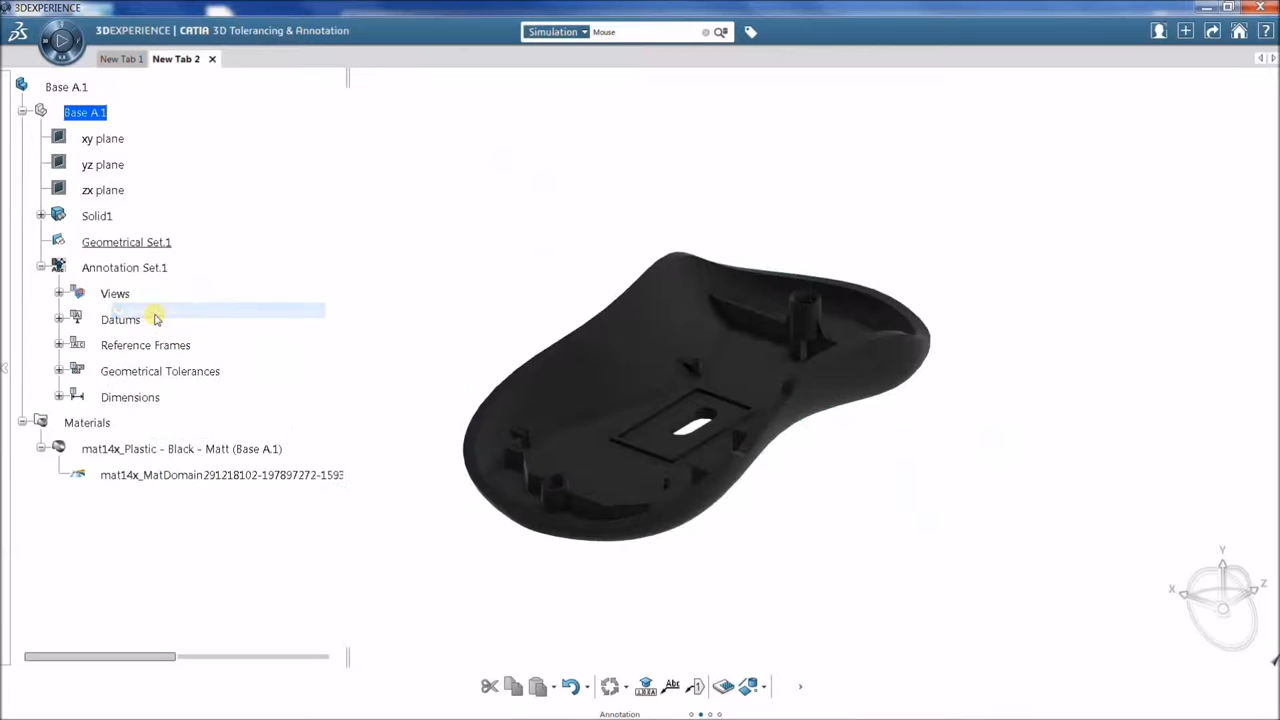 3DEXPERIENCE
3DEXPERIENCE | CATIA 3D Tolerancing & Annotation
Simulation
Mouse
New Tab 1
New Tab 2
Base A.1
Base A.1
xy plane
yz plane
zx plane
Solid1
Geometrical Set.1
Annotation Set.1
Views
Datums
Reference Frames
Geometrical Tolerances
Dimensions
Materials
mat14x_Plastic - Black - Matt (Base A.1)
mat14x_MatDomain291218102-197897272-1593
Y
X
Z
Abc
1
Annotation